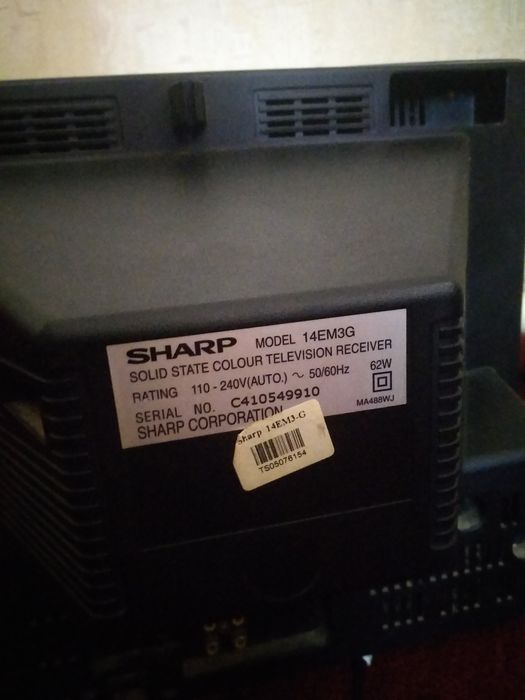 SHARP MODEL 14EM3G
SOLID STATE COLOUR TELEVISION RECEIVER
RATING 110 - 240V(AUTO.) ~ 50/60Hz 62W
SERIAL NO. C410549910
SHARP CORPORATION MA488WJ
Sharp 14EM3-G
TS05076154